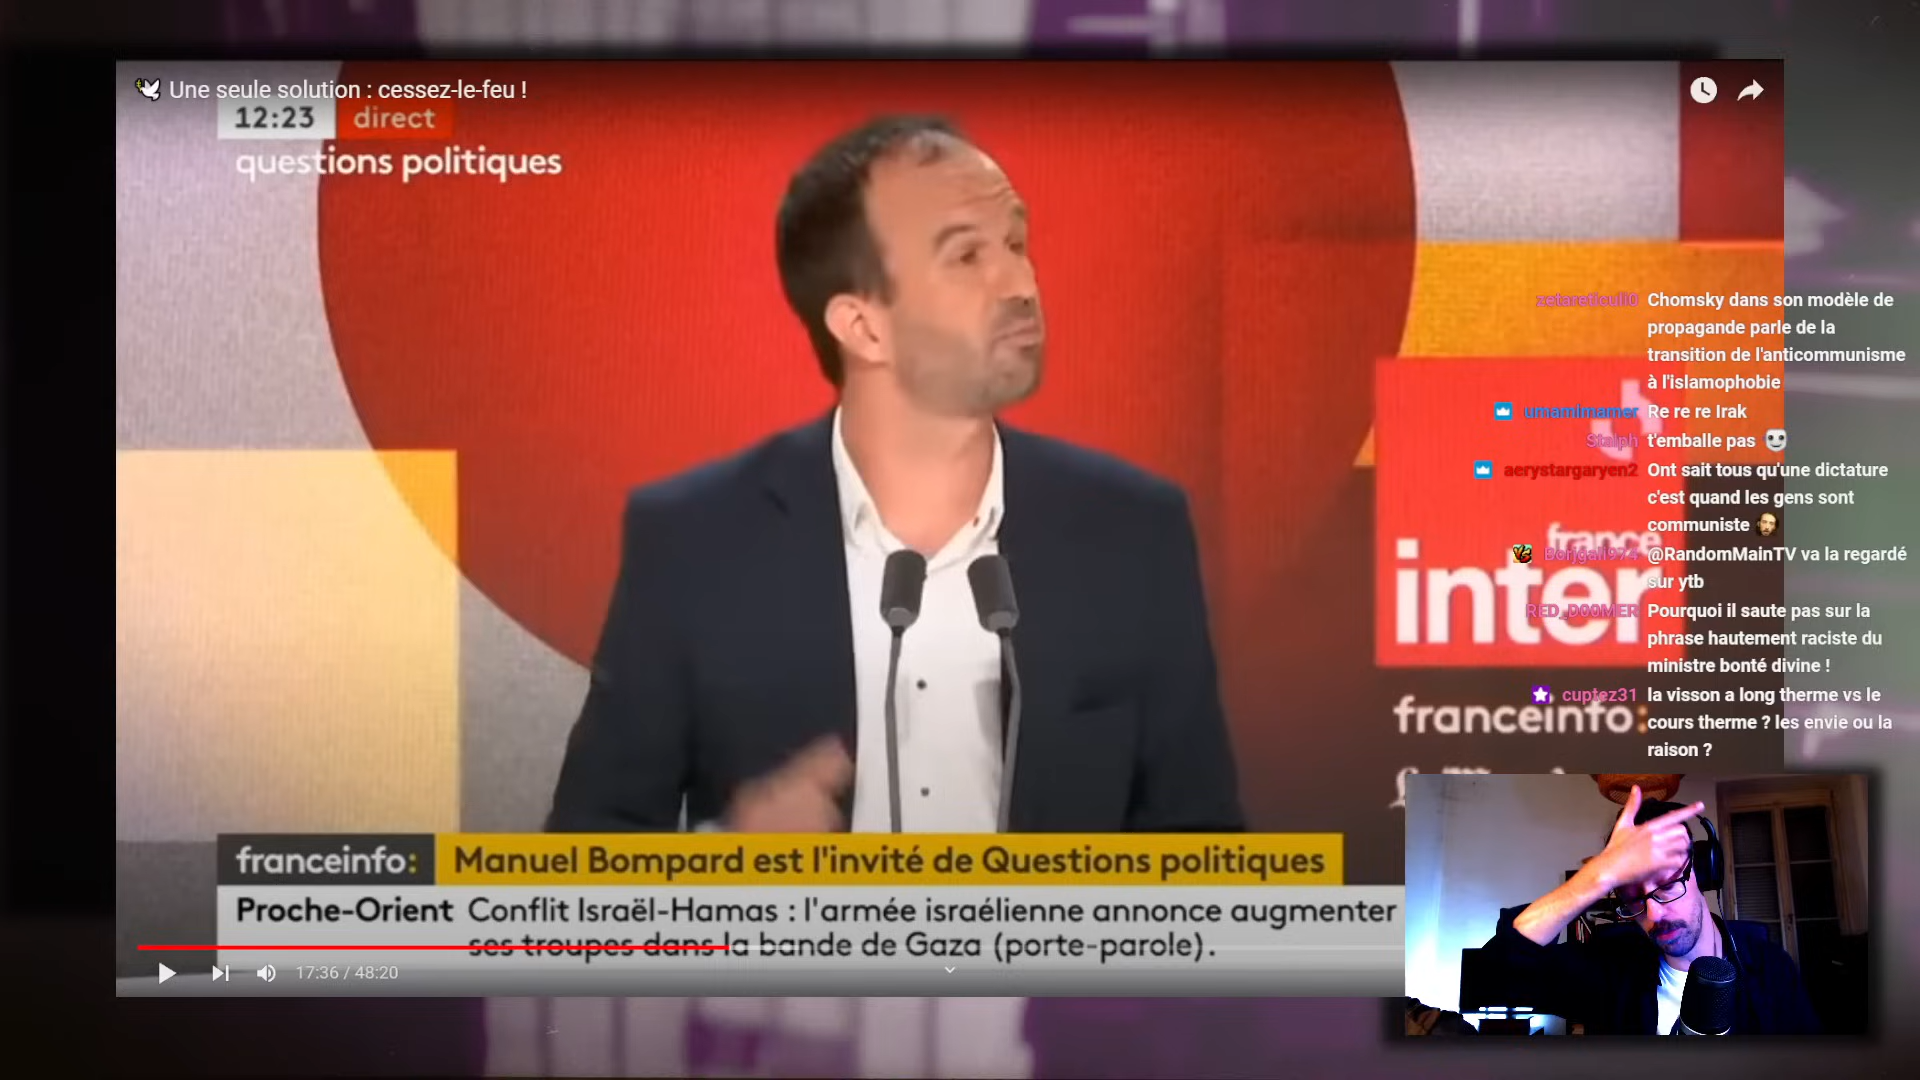 Une seule solution : cessez-le-feu !
12:23 direct
questions politiques
zetareticuli0 Chomsky dans son modèle de
propagande parle de la
transition de l'anticommunisme
à l'islamophobie
umamimamer Re re re Irak
Stalph t'emballe pas
aerystargaryen2 Ont sait tous qu'une dictature
c'est quand les gens sont
communiste
@RandomMainTV va la regardé
sur ytb
RED_D00MER Pourquoi il saute pas sur la
phrase hautement raciste du
ministre bonté divine !
cuptez31 la visson a long therme vs le
cours therme ? les envie ou la
raison ?
france
inter
franceinfo:
franceinfo: Manuel Bompard est l'invité de Questions politiques
Proche-Orient Conflit Israël-Hamas : l'armée israélienne annonce augmenter
ses troupes dans la bande de Gaza (porte-parole).
17:36 / 48:20